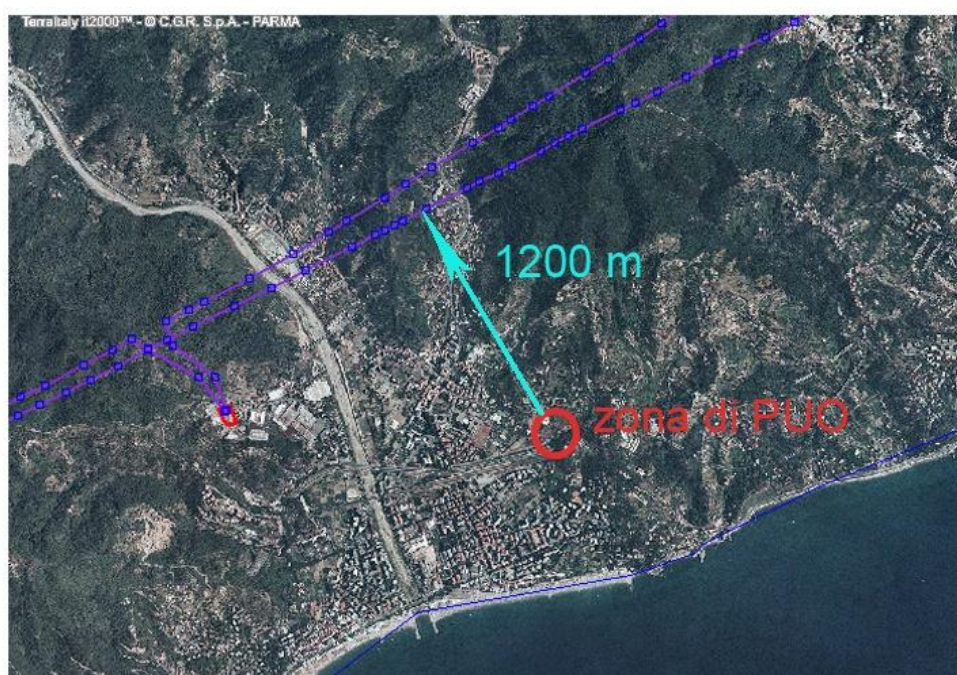 TerraItaly it2000™ - © C.G.R. S.p.A. - PARMA
1200 m
zona di PUO